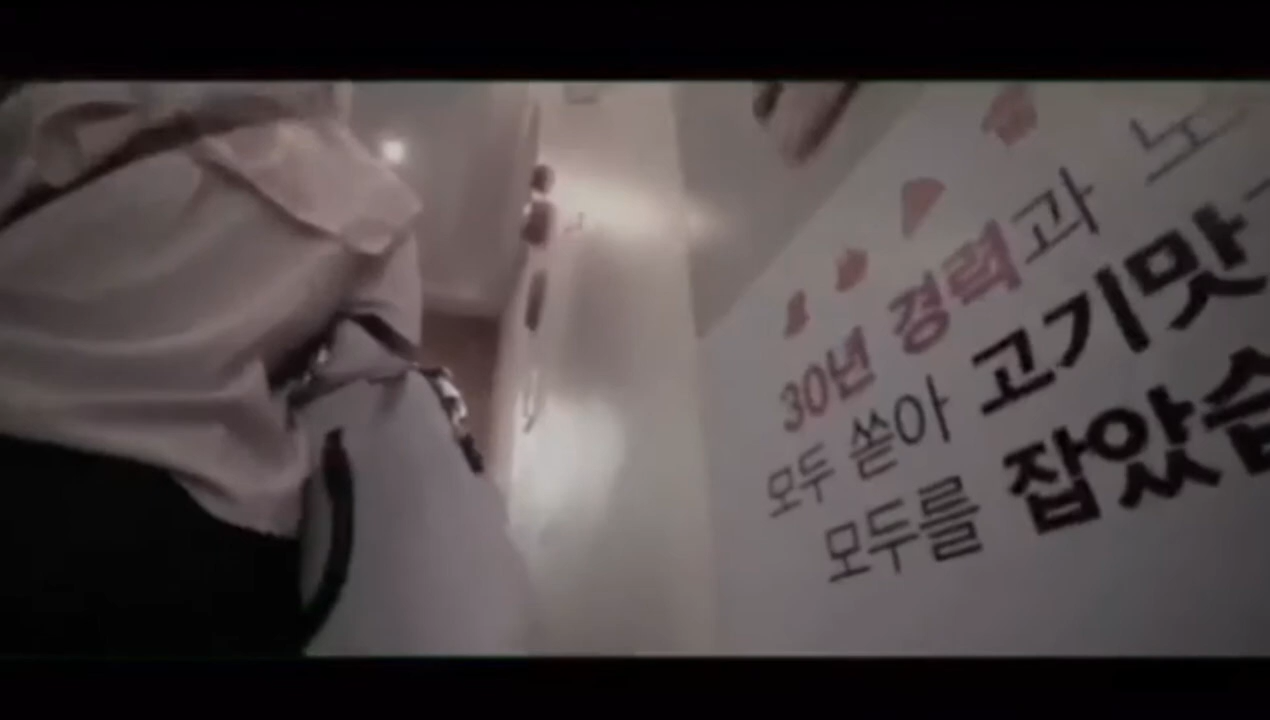 30년 경력과 노
모두 쏟아 고기맛
모두를 잡았습